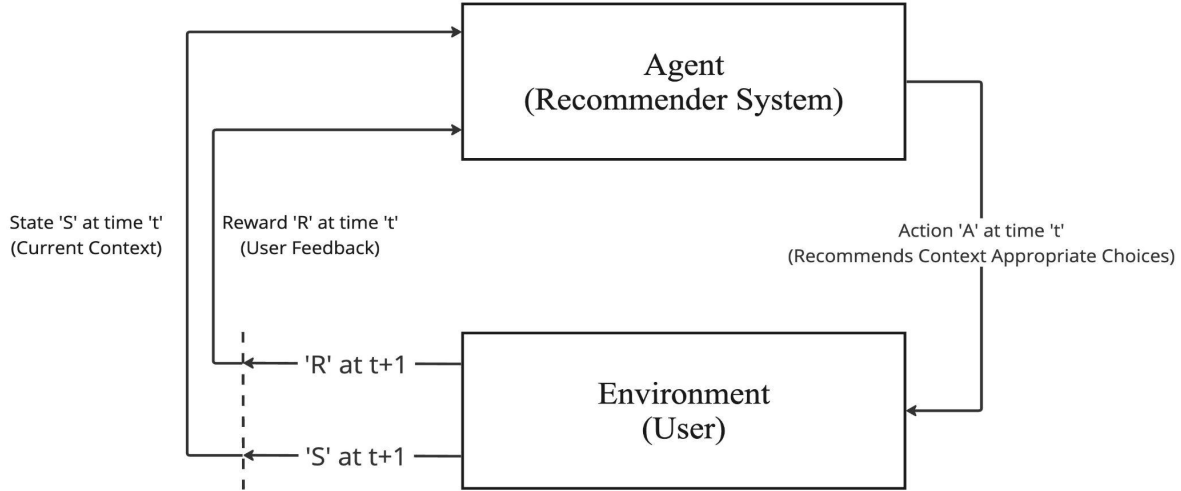 Agent
(Recommender System)
State 'S' at time 't'
(Current Context)
Reward 'R' at time 't'
(User Feedback)
Action 'A' at time 't'
(Recommends Context Appropriate Choices)
'R' at t+1
Environment
(User)
'S' at t+1